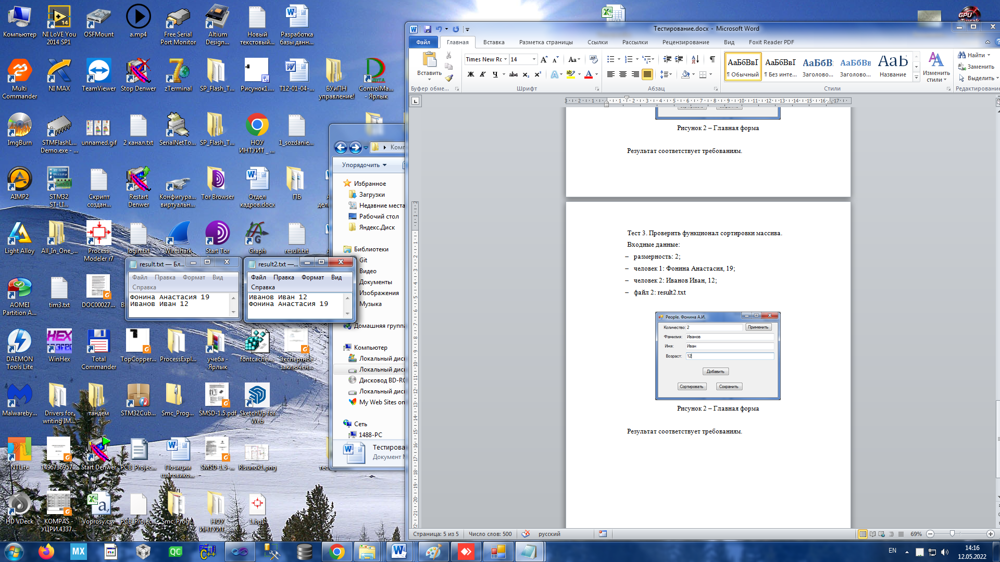 Компьютер
NI LoVE You
2014 SP1
OSFMount
a.mp4
Free Serial
Port Monitor
Altium
Design...
Новый
текстовый...
Разработка
базы данн...
Multi
Commander
NI MAX
TeamViewer
Stop Denwer
zTerminal
SP_Flash_T...
Рисунок1....
T12-01-04-...
БУиПН
управление!
ControlMa...
- Ярлык
ImgBurn
STMFlashL...
Demo.exe - ...
unnamed.gif
2 канал.txt
SerialNetTo...
SP_Flash_T...
НОУ
ИНТУИТ _ ...
1_sozdanie...
AIMP2
STM32
ST-LI...
Скрипт
создан...
Restart
Denwer
Конфигура...
виртуальн...
Tor Browser
Отдел
кадров.docx
ПБ
Light Alloy
All_In_One_...
Process
Modeler r7
login.txt
Wireshark
Start Tor
Graph
result.txt
AOMEI
Partition A...
tim3.txt
DOC00027...
DAEMON
Tools Lite
WinHex
Total
Commander
TopCopper...
ProcessExpl...
учеба -
Ярлык
fontcache...
Экспертное
заключен...
Malwareby...
Drivers for
writing IM...
тандем
STM32Cub...
Smc_Prog...
SMSD-1.5.pdf
SketchUp for
Web
NTLite
1496736957...
Start Denwer
PCB_Projec...
Позиции
шаговико...
SMSD-1.5-...
Risunok1.png
HD VDeck
KOMPAS -
УЦРИ.4337...
Voprosy.csv
PCB_Projec...
Smc_Prog...
НОУ
ИНТУИТ
1.bp1
result.txt — Бл...
Файл Правка Формат Вид
Справка
Фонина Анастасия 19
Иванов Иван 12
result2.txt —...
Файл Правка Формат Вид
Справка
Иванов Иван 12
Фонина Анастасия 19
Упорядочить
Избранное
Загрузки
Недавние места
Рабочий стол
Яндекс.Диск
Библиотеки
Git
Видео
Документы
Изображения
Музыка
Домашняя группа
Компьютер
Локальный дис
Локальный дис
Дисковод BD-RO
Локальный дис
My Web Sites on
Сеть
1488-PC
Тестирова
Документ M
Тестирование.docx - Microsoft Word
Файл Главная Вставка Разметка страницы Ссылки Рассылки Рецензирование Вид Foxit Reader PDF
Вставить
Буфер обме...
Times New Ro 14
Шрифт
Абзац
АаБбВвI АаБбВвI АаБбВ АаБбВв АаБ
¶ Обычный ¶ Без инте... Заголово... Заголово... Название
Стили
Изменить
стили
Найти
Заменить
Выделить
Редактировани
Рисунок 2 – Главная форма
Результат соответствует требованиям.
Тест 3. Проверить функционал сортировки массива.
Входные данные:
– размерность: 2;
– человек 1: Фонина Анастасия, 19;
– человек 2: Иванов Иван, 12;
– файл 2: result2.txt
People. Фонина А.И.
Количество: 2 Применить
Фамилия: Иванов
Имя: Иван
Возраст: 12
Добавить
Сортировать Сохранить
Рисунок 2 – Главная форма
Результат соответствует требованиям.
Страница: 5 из 5 Число слов: 500 русский 69%
EN
14:16
12.05.2022